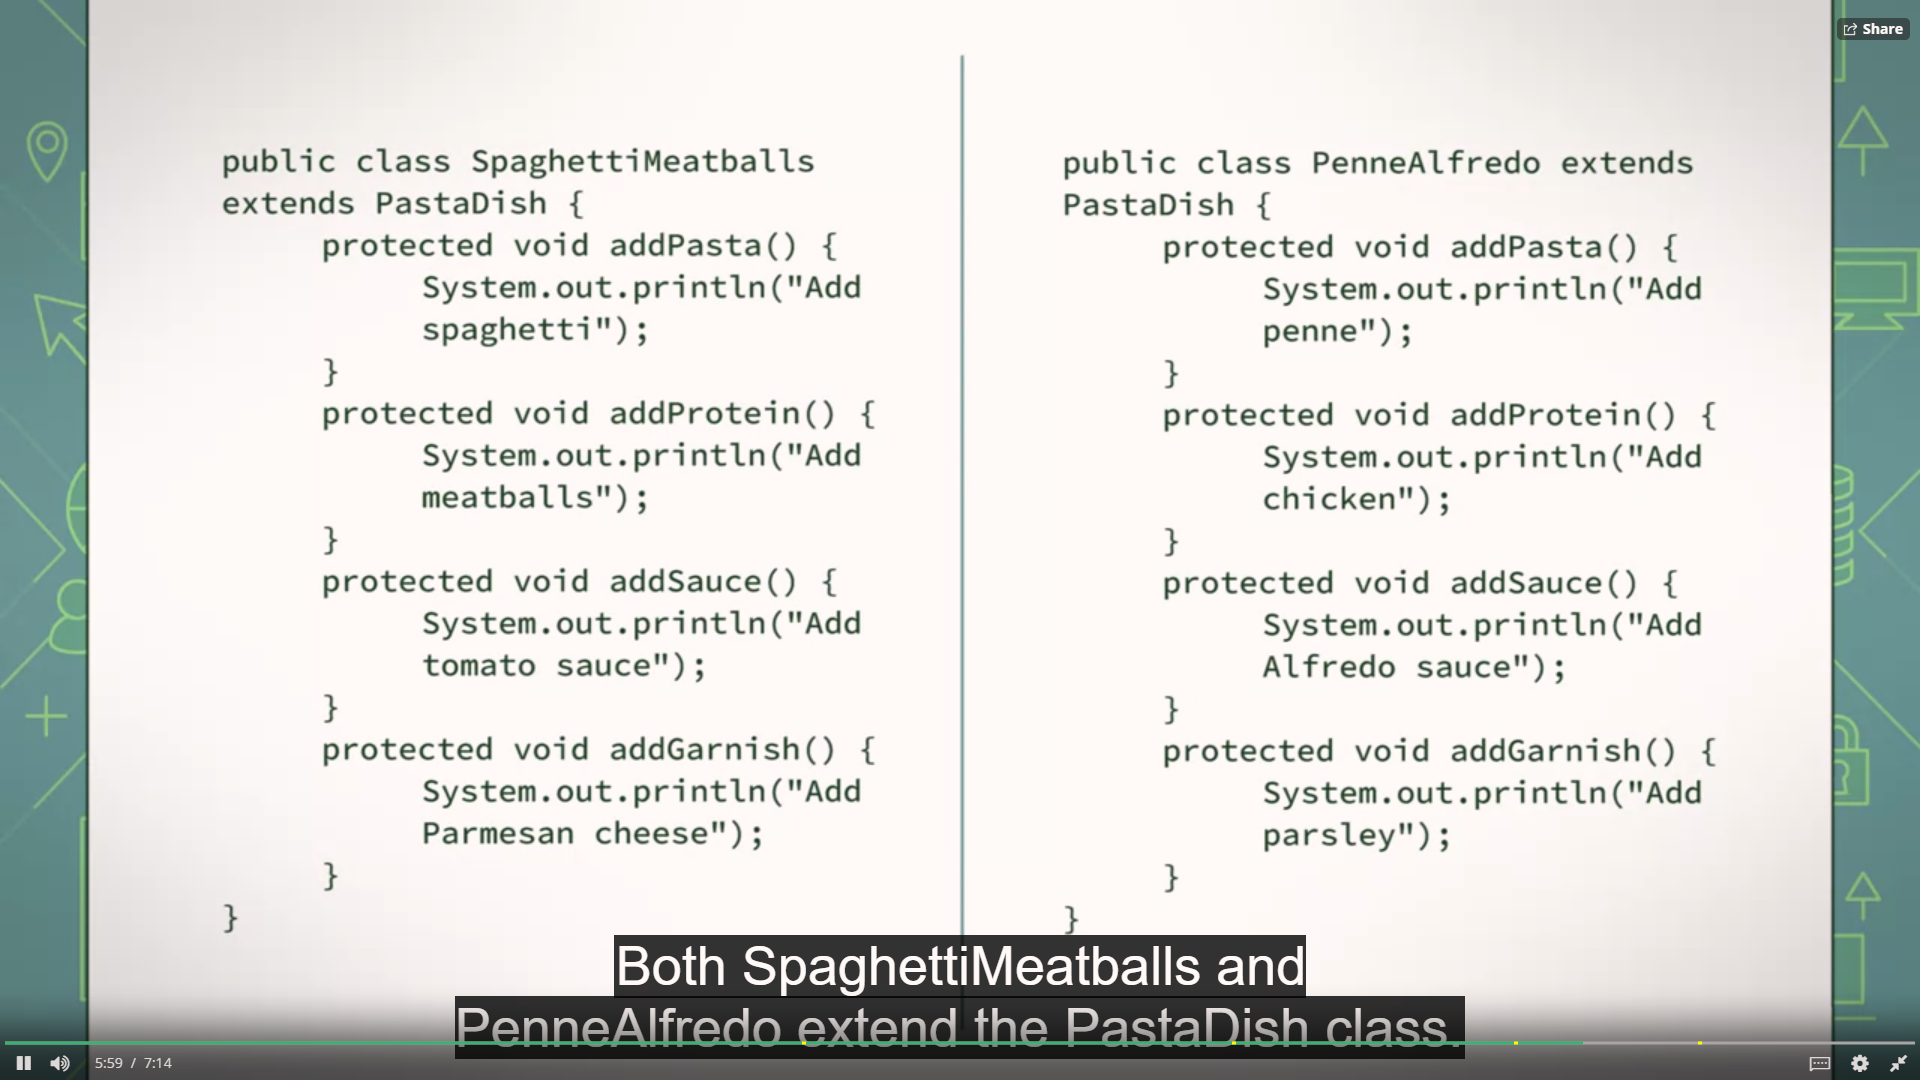 Share
public class SpaghettiMeatballs
extends PastaDish {
protected void addPasta() {
System.out.println("Add
spaghetti");
}
protected void addProtein() {
System.out.println("Add
meatballs");
}
protected void addSauce() {
System.out.println("Add
tomato sauce");
}
protected void addGarnish() {
System.out.println("Add
Parmesan cheese");
}
}
public class PenneAlfredo extends
PastaDish {
protected void addPasta() {
System.out.println("Add
penne");
}
protected void addProtein() {
System.out.println("Add
chicken");
}
protected void addSauce() {
System.out.println("Add
Alfredo sauce");
}
protected void addGarnish() {
System.out.println("Add
parsley");
}
}
Both SpaghettiMeatballs and
PenneAlfredo extend the PastaDish class.
5:59 / 7:14